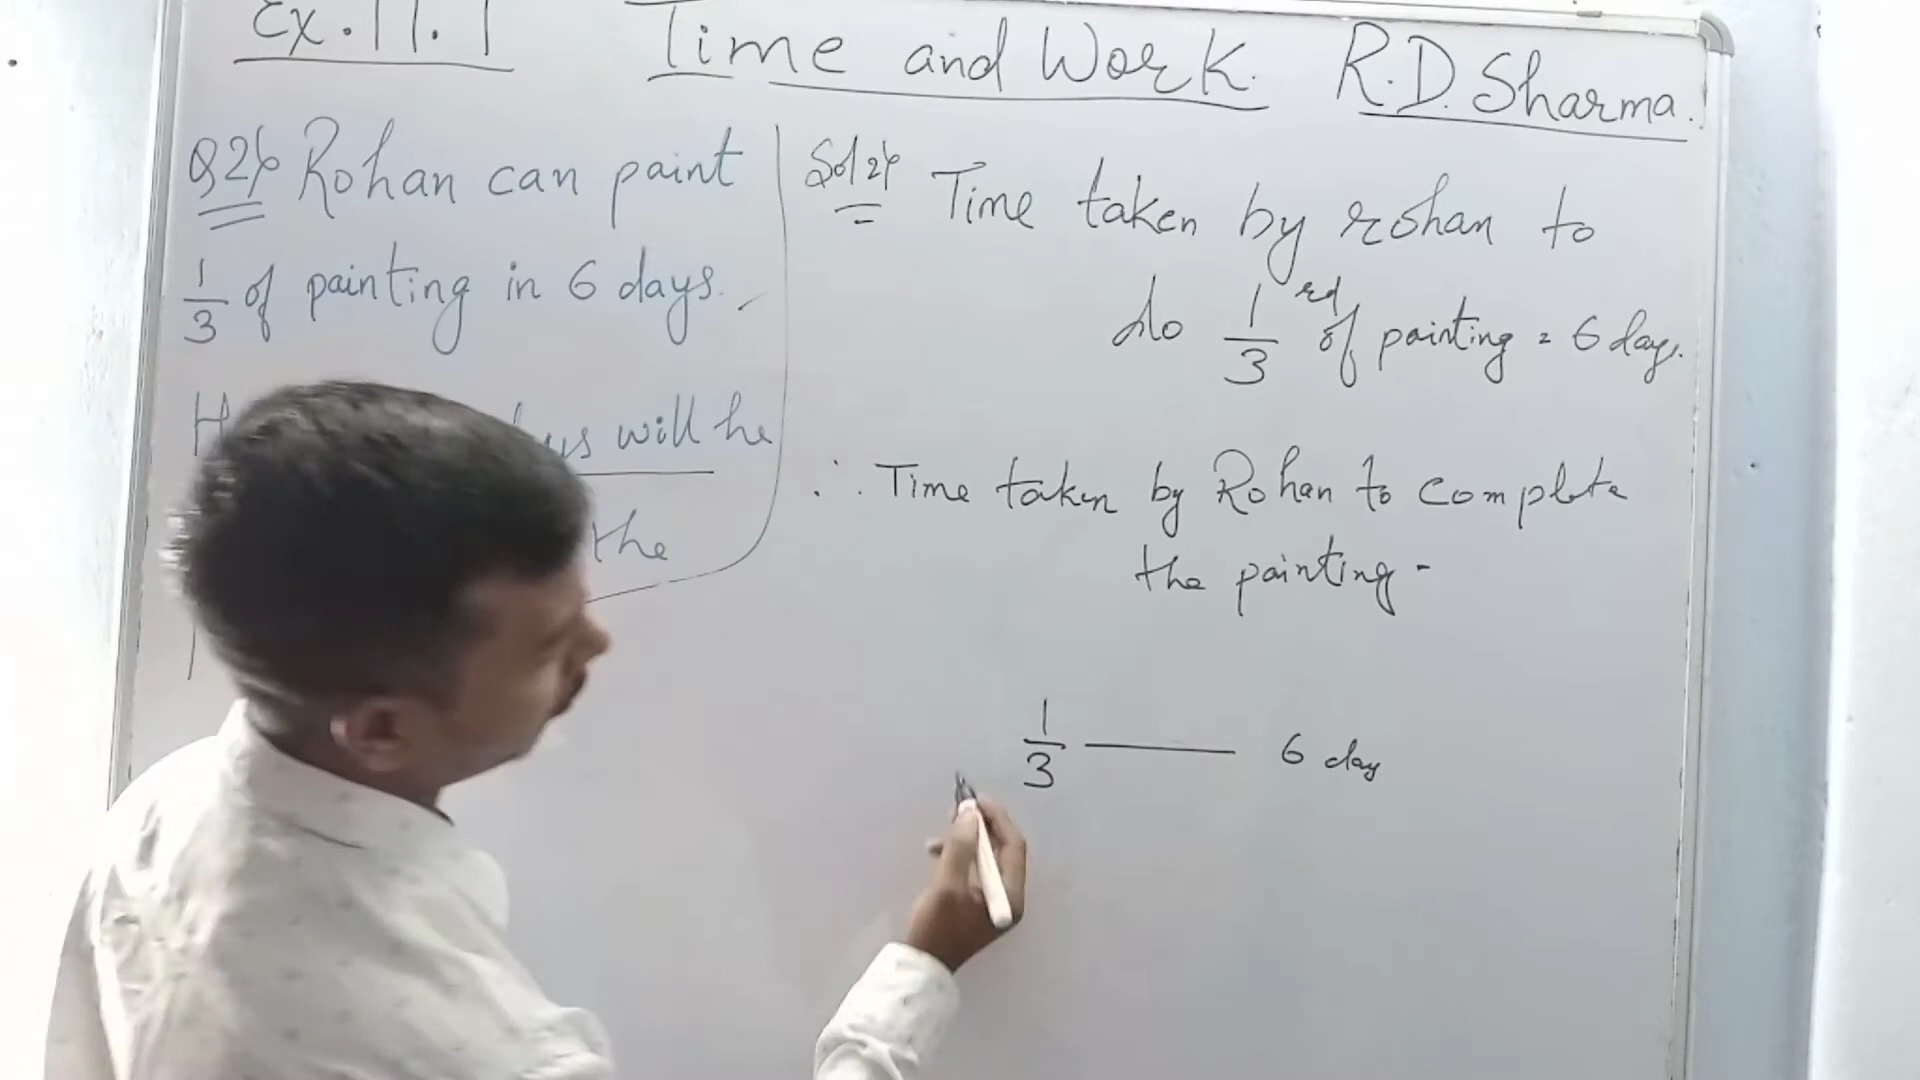 Ex. 11.1 Time and Work. R.D. Sharma.
Q2) Rohan can paint
1/3 of painting in 6 days.
will he
the
Sol 2) Time taken by rohan to
do 1/3 rd of painting = 6 days.
∴ Time taken by Rohan to complete
the painting -
1/3 —— 6 day